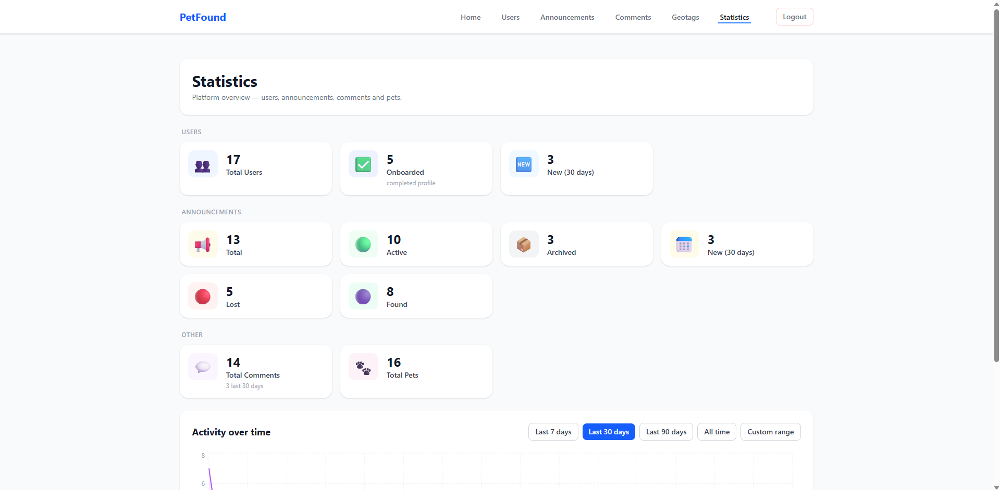 PetFound
Home Users Announcements Comments Geotags Statistics Logout
Statistics
Platform overview — users, announcements, comments and pets.
USERS
17
Total Users
5
Onboarded
completed profile
NEW
3
New (30 days)
ANNOUNCEMENTS
13
Total
10
Active
3
Archived
3
New (30 days)
5
Lost
8
Found
OTHER
14
Total Comments
3 last 30 days
16
Total Pets
Activity over time
Last 7 days Last 30 days Last 90 days All time Custom range
8
6